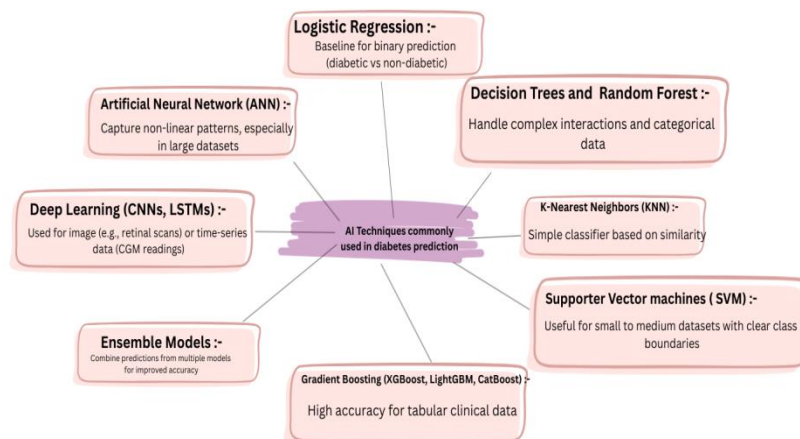 Logistic Regression :-
Baseline for binary prediction
(diabetic vs non-diabetic)
Artificial Neural Network (ANN) :-
Capture non-linear patterns, especially
in large datasets
Decision Trees and Random Forest :-
Handle complex interactions and categorical
data
Deep Learning (CNNs, LSTMs) :-
Used for image (e.g., retinal scans) or time-series
data (CGM readings)
AI Techniques commonly
used in diabetes prediction
K-Nearest Neighbors (KNN) :-
Simple classifier based on similarity
Supporter Vector machines ( SVM) :-
Useful for small to medium datasets with clear class
boundaries
Ensemble Models :-
Combine predictions from multiple models
for improved accuracy
Gradient Boosting (XGBoost, LightGBM, CatBoost) :-
High accuracy for tabular clinical data